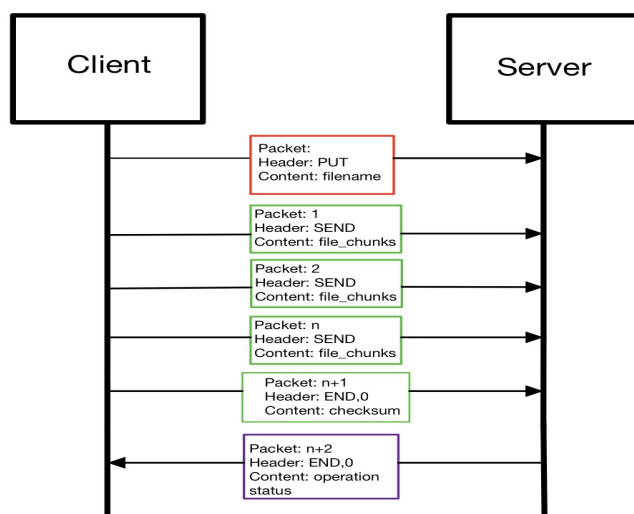 Client
Server
Packet:
Header: PUT
Content: filename
Packet: 1
Header: SEND
Content: file_chunks
Packet: 2
Header: SEND
Content: file_chunks
Packet: n
Header: SEND
Content: file_chunks
Packet: n+1
Header: END,0
Content: checksum
Packet: n+2
Header: END,0
Content: operation
status